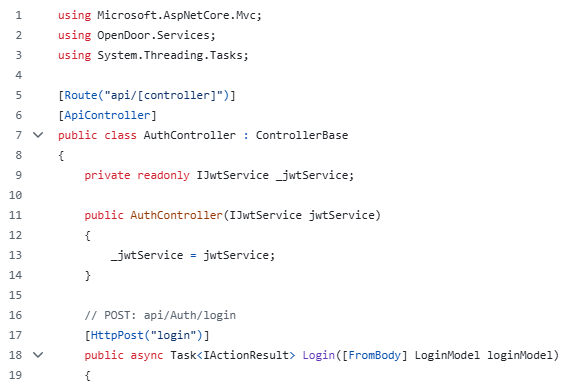 1 using Microsoft.AspNetCore.Mvc;
2 using OpenDoor.Services;
3 using System.Threading.Tasks;
4
5 [Route("api/[controller]")]
6 [ApiController]
7 public class AuthController : ControllerBase
8 {
9 private readonly IJwtService _jwtService;
10
11 public AuthController(IJwtService jwtService)
12 {
13 _jwtService = jwtService;
14 }
15
16 // POST: api/Auth/login
17 [HttpPost("login")]
18 public async Task<IActionResult> Login([FromBody] LoginModel loginModel)
19 {